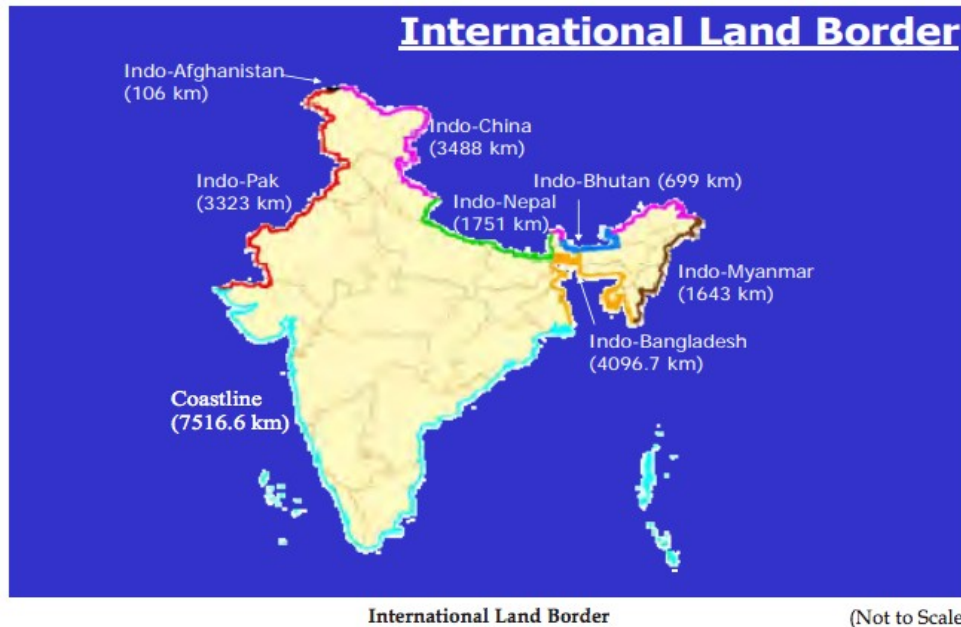 International Land Border
Indo-Afghanistan
(106 km)
Indo-China
(3488 km)
Indo-Pak
(3323 km)
Indo-Bhutan (699 km)
Indo-Nepal
(1751 km)
Indo-Myanmar
(1643 km)
Indo-Bangladesh
(4096.7 km)
Coastline
(7516.6 km)
International Land Border
(Not to Scale